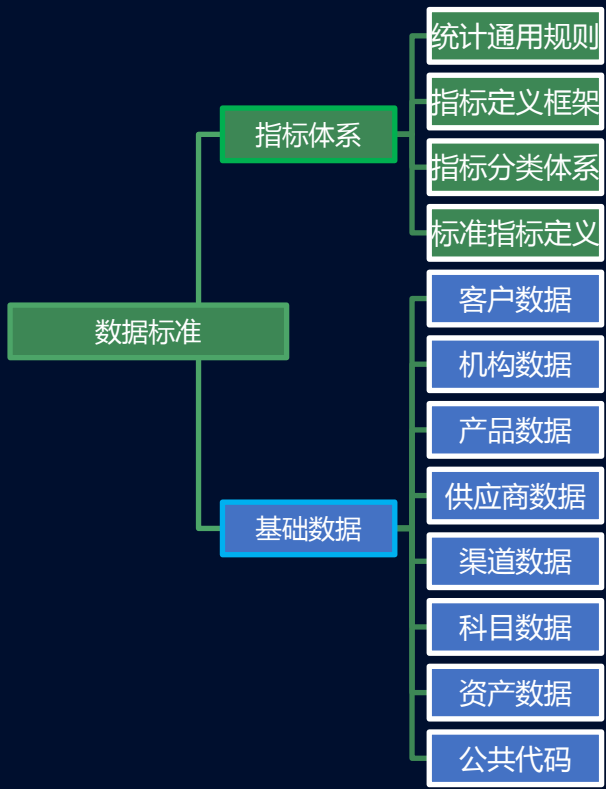 数据标准
指标体系
统计通用规则
指标定义框架
指标分类体系
标准指标定义
基础数据
客户数据
机构数据
产品数据
供应商数据
渠道数据
科目数据
资产数据
公共代码